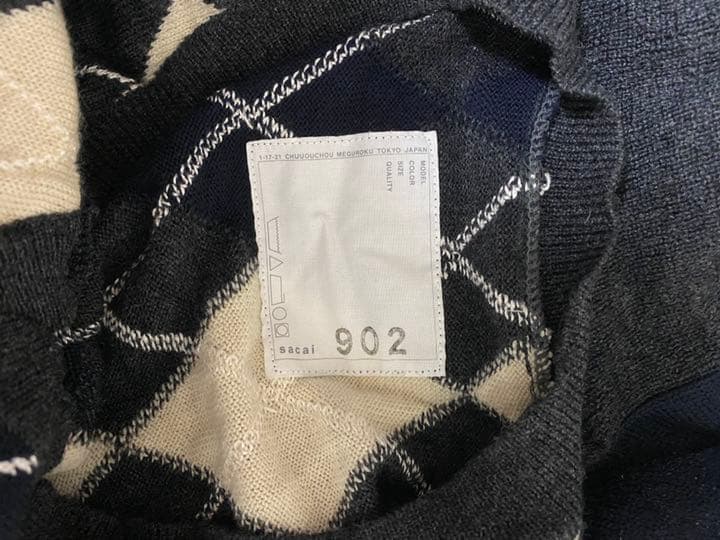 1-17-21 CHUUOUCHOU MEGUROKU TOKYO JAPAN
MODEL
COLOR
SIZE
QUALITY
sacai 902